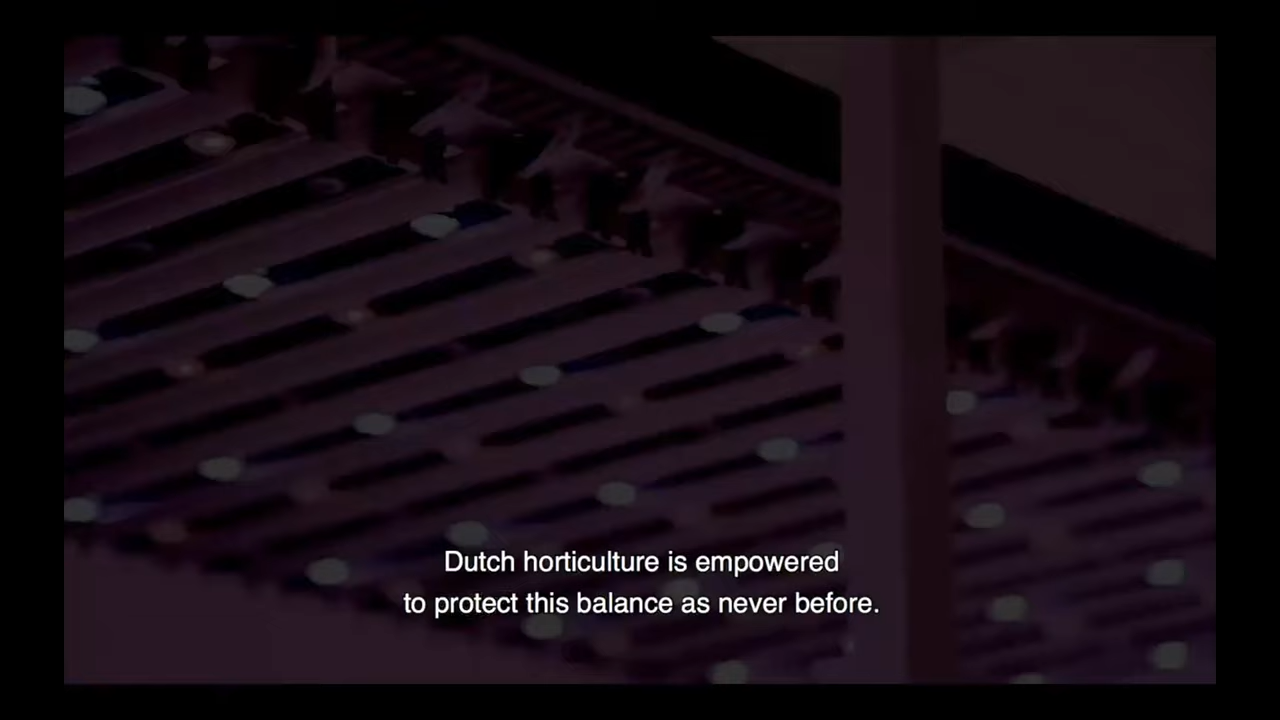 Dutch horticulture is empowered
to protect this balance as never before.